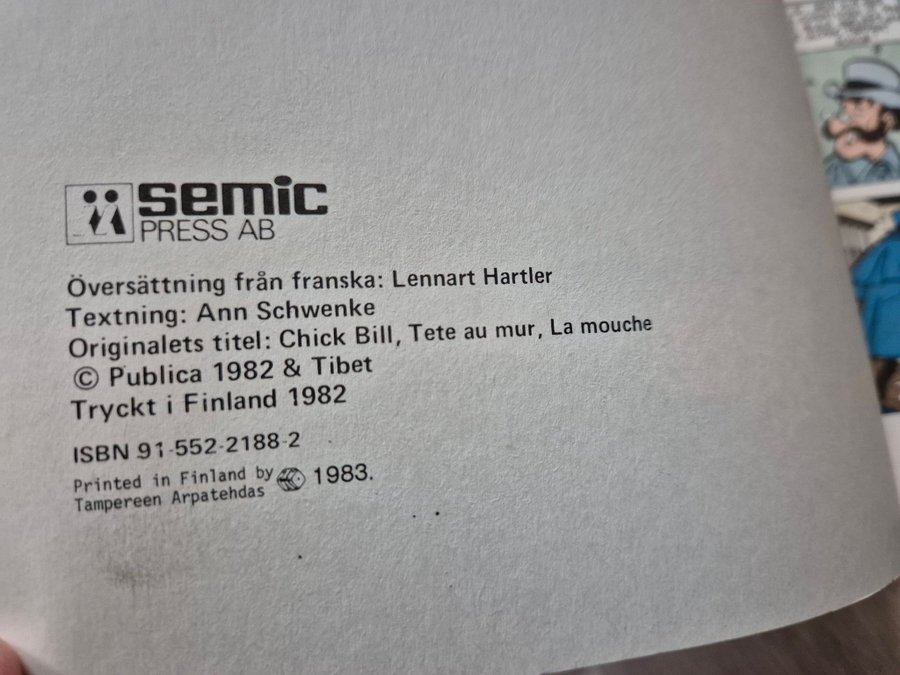 semic
PRESS AB
Översättning från franska: Lennart Hartler
Textning: Ann Schwenke
Originalets titel: Chick Bill, Tete au mur, La mouche
© Publica 1982 & Tibet
Tryckt i Finland 1982
ISBN 91-552-2188-2
Printed in Finland by
Tampereen Arpatehdas
1983.